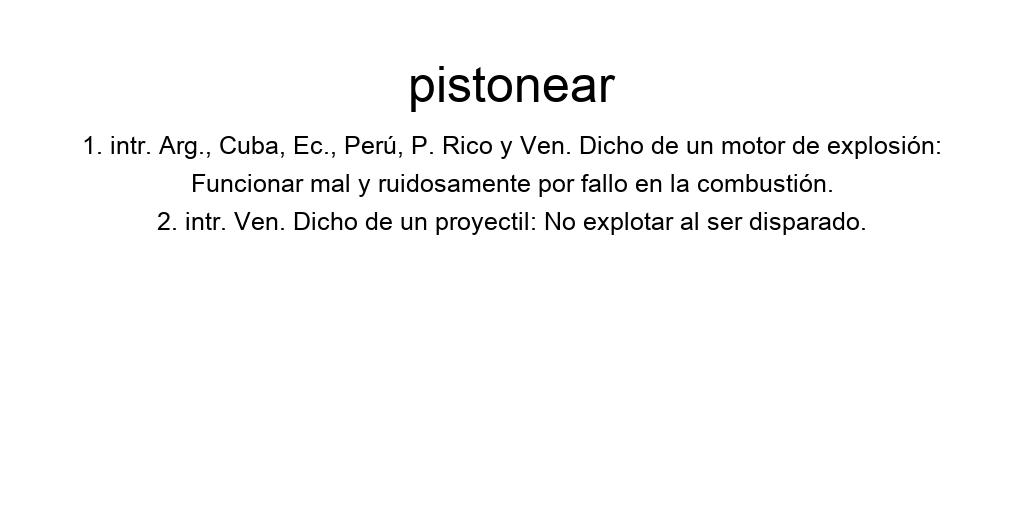 pistonear
1. intr. Arg., Cuba, Ec., Perú, P. Rico y Ven. Dicho de un motor de explosión:
Funcionar mal y ruidosamente por fallo en la combustión.
2. intr. Ven. Dicho de un proyectil: No explotar al ser disparado.